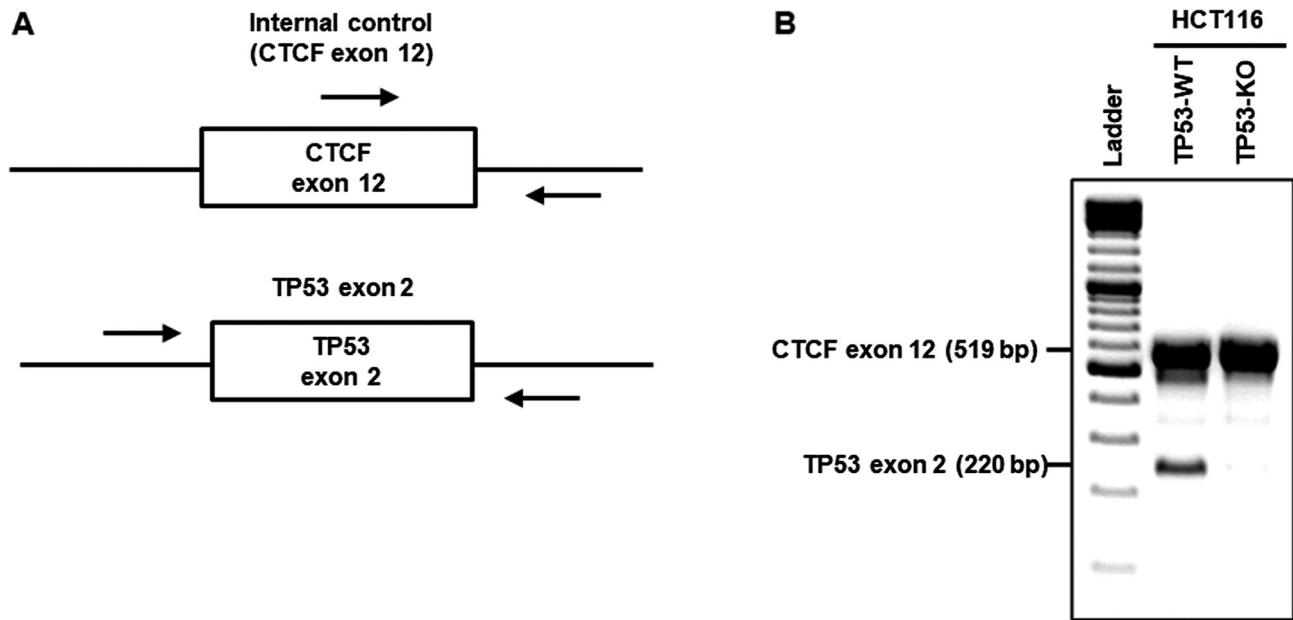 A
Internal control
(CTCF exon 12)
CTCF
exon 12
TP53 exon 2
TP53
exon 2
B
HCT116
Ladder
TP53-WT
TP53-KO
CTCF exon 12 (519 bp)
TP53 exon 2 (220 bp)